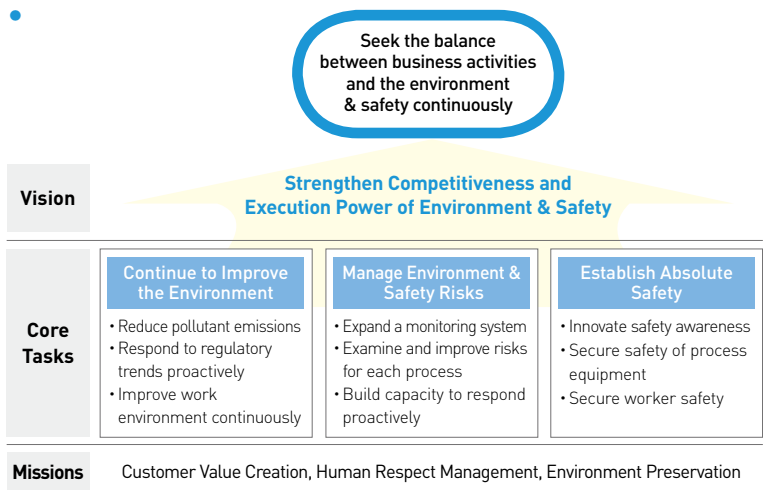 Seek the balance
between business activities
and the environment
& safety continuously
Vision
Strengthen Competitiveness and
Execution Power of Environment & Safety
Core
Tasks
Continue to Improve
the Environment
• Reduce pollutant emissions
• Respond to regulatory
trends proactively
• Improve work
environment continuously
Manage Environment &
Safety Risks
• Expand a monitoring system
• Examine and improve risks
for each process
• Build capacity to respond
proactively
Establish Absolute
Safety
• Innovate safety awareness
• Secure safety of process
equipment
• Secure worker safety
Missions
Customer Value Creation, Human Respect Management, Environment Preservation